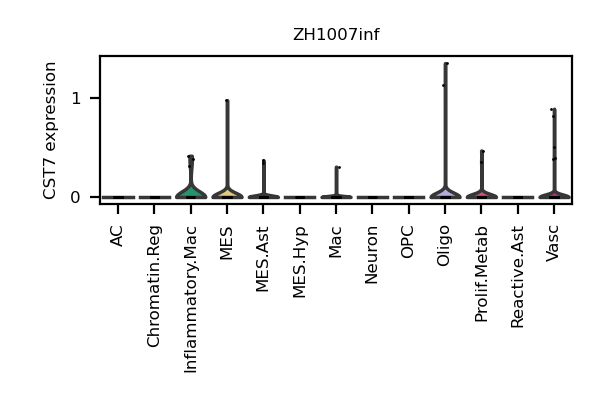 ZH1007inf
CST7 expression
1
0
AC
Chromatin.Reg
Inflammatory.Mac
MES
MES.Ast
MES.Hyp
Mac
Neuron
OPC
Oligo
Prolif.Metab
Reactive.Ast
Vasc